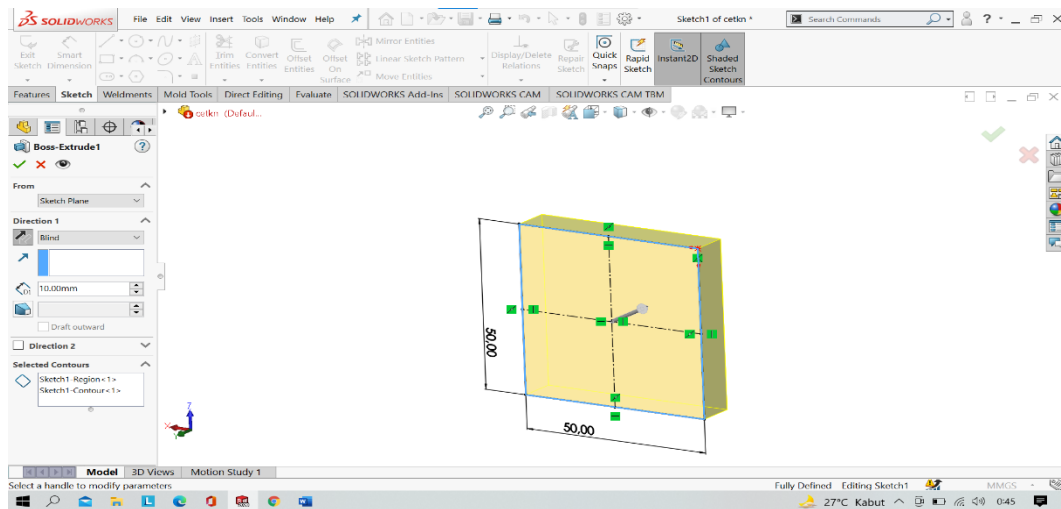 SOLIDWORKS File Edit View Insert Tools Window Help Sketch1 of cetkn * Search Commands ?
Exit Sketch Smart Dimension Trim Entities Convert Entities Offset Entities Offset On Surface Mirror Entities Linear Sketch Pattern Move Entities Display/Delete Relations Repair Sketch Quick Snaps Rapid Sketch Instant2D Shaded Sketch Contours
Features Sketch Weldments Mold Tools Direct Editing Evaluate SOLIDWORKS Add-Ins SOLIDWORKS CAM SOLIDWORKS CAM TBM
cetkn (Defaul...
Boss-Extrude1
From
Sketch Plane
Direction 1
Blind
D1 10.00mm
Draft outward
Direction 2
Selected Contours
Sketch1-Region<1>
Sketch1-Contour<1>
50,00
50,00
Z
X
Y
Model 3D Views Motion Study 1
Select a handle to modify parameters Fully Defined Editing Sketch1 MMGS
27°C Kabut 0:45